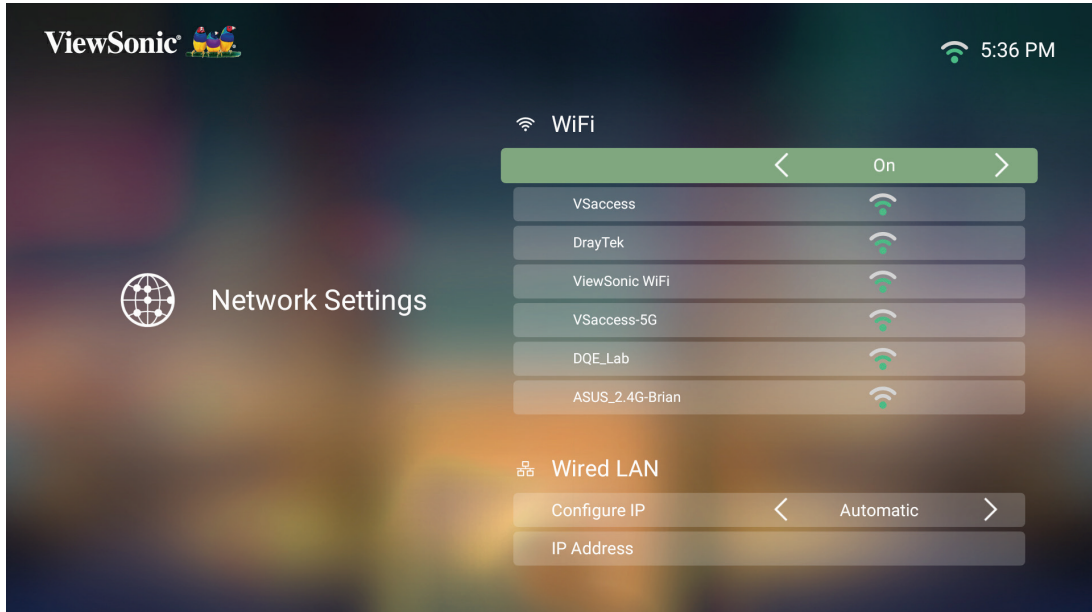 ViewSonic®
5:36 PM
WiFi
On
VSaccess
DrayTek
ViewSonic WiFi
VSaccess-5G
DQE_Lab
ASUS_2.4G-Brian
Network Settings
Wired LAN
Configure IP Automatic
IP Address